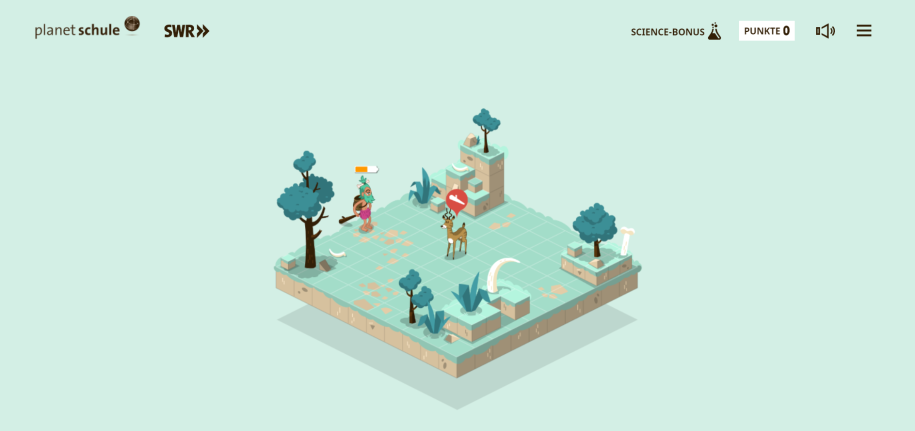 planet schule
SWR
SCIENCE-BONUS
PUNKTE 0